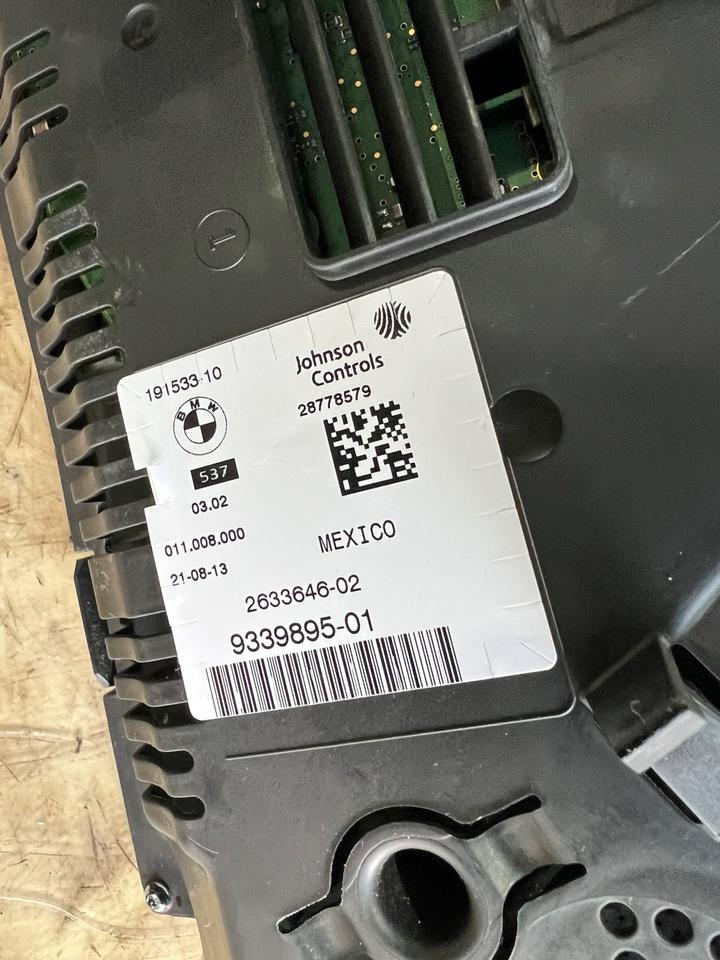 1
191533-10
Johnson
Controls
BMW
28778579
537
03.02
011.008.000
MEXICO
21-08-13
2633646-02
9339895-01